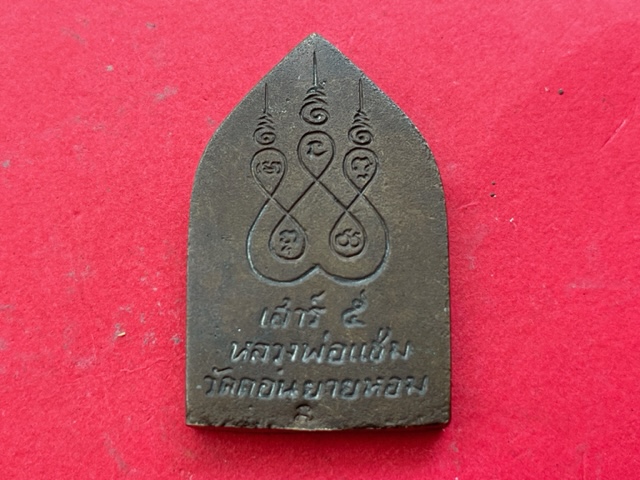 เสาร์ ๕
หลวงพ่อแช่ม
วัดดอนยายหอม